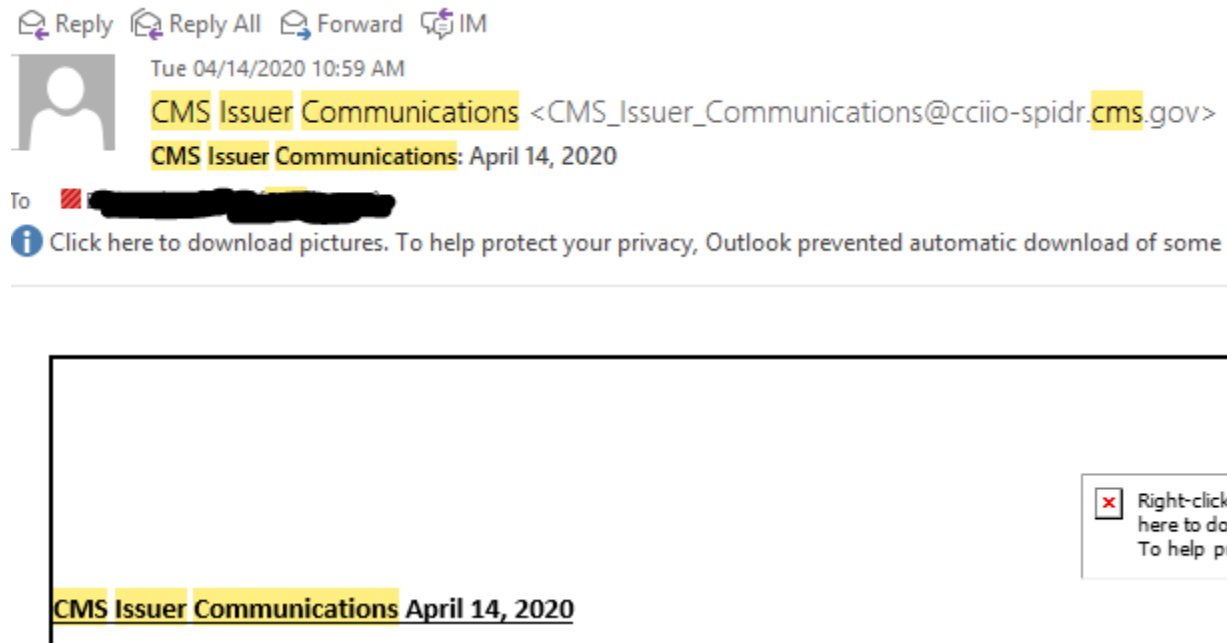 Reply Reply All Forward IM
Tue 04/14/2020 10:59 AM
CMS Issuer Communications <CMS_Issuer_Communications@cciio-spidr.cms.gov>
CMS Issuer Communications: April 14, 2020
To
Click here to download pictures. To help protect your privacy, Outlook prevented automatic download of some
Right-click
here to do
To help p
CMS Issuer Communications April 14, 2020